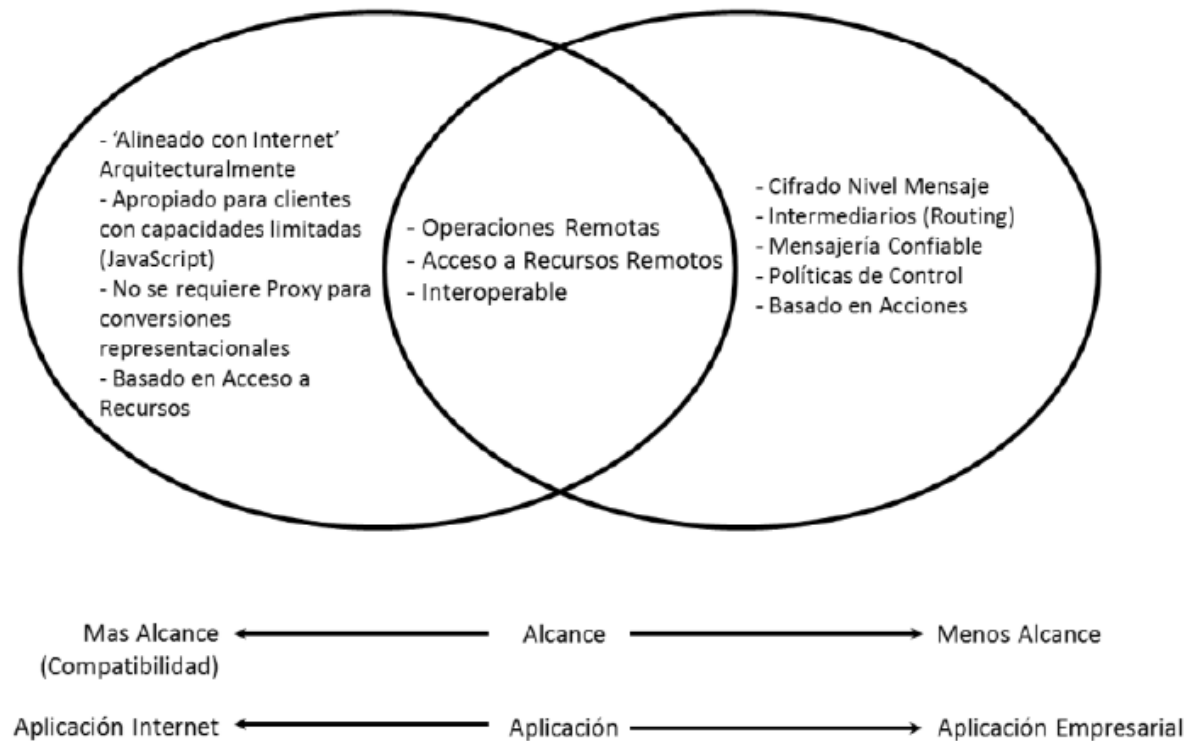 - ‘Alineado con Internet’
Arquitecturalmente
- Apropiado para clientes
con capacidades limitadas
(JavaScript)
- No se requiere Proxy para
conversiones
representacionales
- Basado en Acceso a
Recursos
- Operaciones Remotas
- Acceso a Recursos Remotos
- Interoperable
- Cifrado Nivel Mensaje
- Intermediarios (Routing)
- Mensajería Confiable
- Políticas de Control
- Basado en Acciones
Mas Alcance
(Compatibilidad)
Alcance
Menos Alcance
Aplicación Internet
Aplicación
Aplicación Empresarial